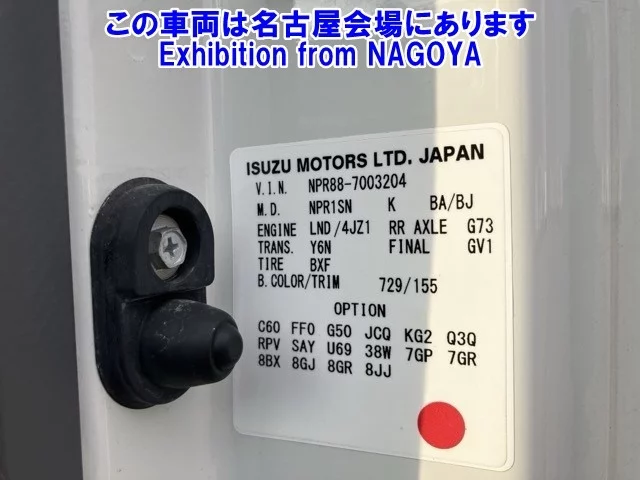 この車両は名古屋会場にあります
Exhibition from NAGOYA
ISUZU MOTORS LTD. JAPAN
V.I.N. NPR88-7003204
M.D. NPR1SN K BA/BJ
ENGINE LND/4JZ1 RR AXLE G73
TRANS. Y6N FINAL GV1
TIRE BXF
B.COLOR/TRIM 729/155
OPTION
C60 FF0 G50 JCQ KG2 Q3Q
RPV SAY U69 38W 7GP 7GR
8BX 8GJ 8GR 8JJ